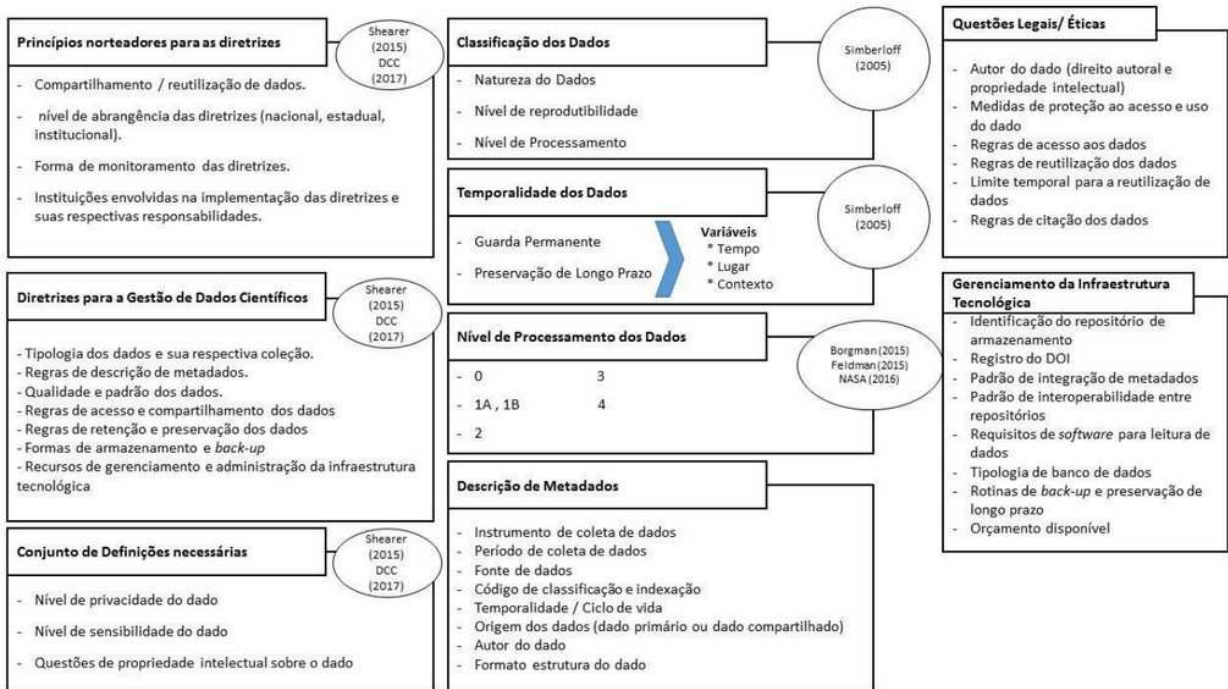 Princípios norteadores para as diretrizes
Shearer
(2015)
DCC
(2017)
- Compartilhamento / reutilização de dados.
- nível de abrangência das diretrizes (nacional, estadual,
institucional).
- Forma de monitoramento das diretrizes.
- Instituições envolvidas na implementação das diretrizes e
suas respectivas responsabilidades.
Diretrizes para a Gestão de Dados Científicos
Shearer
(2015)
DCC
(2017)
- Tipologia dos dados e sua respectiva coleção.
- Regras de descrição de metadados.
- Qualidade e padrão dos dados.
- Regras de acesso e compartilhamento dos dados
- Regras de retenção e preservação dos dados
- Formas de armazenamento e back-up
- Recursos de gerenciamento e administração da infraestrutura
tecnológica
Conjunto de Definições necessárias
Shearer
(2015)
DCC
(2017)
- Nível de privacidade do dado
- Nível de sensibilidade do dado
- Questões de propriedade intelectual sobre o dado
Classificação dos Dados
Simberloff
(2005)
- Natureza do Dados
- Nível de reprodutibilidade
- Nível de Processamento
Temporalidade dos Dados
Simberloff
(2005)
- Guarda Permanente
- Preservação de Longo Prazo
Variáveis
* Tempo
* Lugar
* Contexto
Nível de Processamento dos Dados
Borgman(2015)
Feldman(2015)
NASA (2016)
- 0 3
- 1A , 1B 4
- 2
Descrição de Metadados
- Instrumento de coleta de dados
- Período de coleta de dados
- Fonte de dados
- Código de classificação e indexação
- Temporalidade / Ciclo de vida
- Origem dos dados (dado primário ou dado compartilhado)
- Autor do dado
- Formato estrutura do dado
Questões Legais/ Éticas
- Autor do dado (direito autoral e
propriedade intelectual)
- Medidas de proteção ao acesso e uso
do dado
- Regras de acesso aos dados
- Regras de reutilização dos dados
- Limite temporal para a reutilização de
dados
- Regras de citação dos dados
Gerenciamento da Infraestrutura
Tecnológica
- Identificação do repositório de
armazenamento
- Registro do DOI
- Padrão de integração de metadados
- Padrão de interoperabilidade entre
repositórios
- Requisitos de software para leitura de
dados
- Tipologia de banco de dados
- Rotinas de back-up e preservação de
longo prazo
- Orçamento disponível